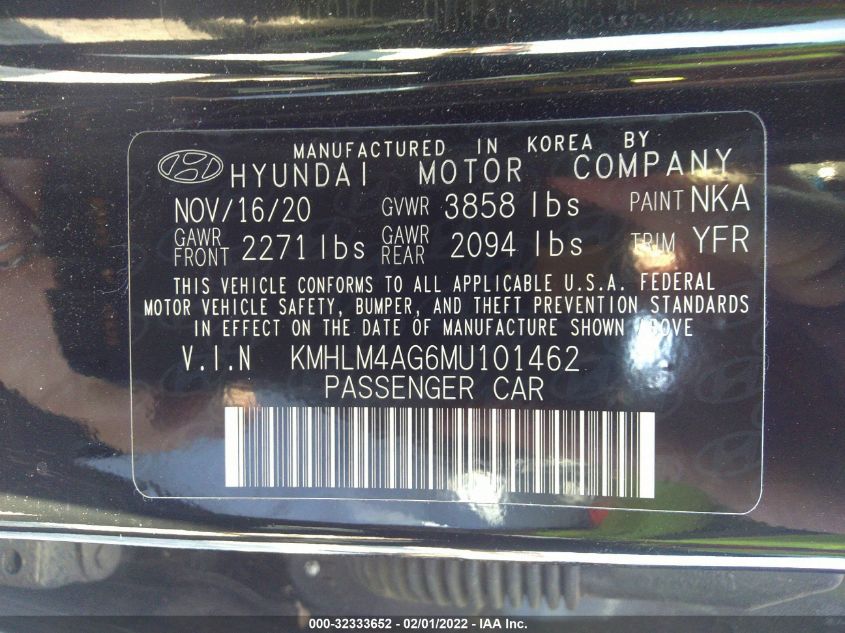 MANUFACTURED IN KOREA BY
HYUNDAI MOTOR COMPANY
NOV/16/20 GVWR 3858 lbs PAINT NKA
GAWR FRONT 2271 lbs GAWR REAR 2094 lbs TRIM YFR
THIS VEHICLE CONFORMS TO ALL APPLICABLE U.S.A. FEDERAL
MOTOR VEHICLE SAFETY, BUMPER, AND THEFT PREVENTION STANDARDS
IN EFFECT ON THE DATE OF MANUFACTURE SHOWN ABOVE
V.I.N KMHLM4AG6MU101462
PASSENGER CAR
000-32333652 - 02/01/2022 - IAA Inc.